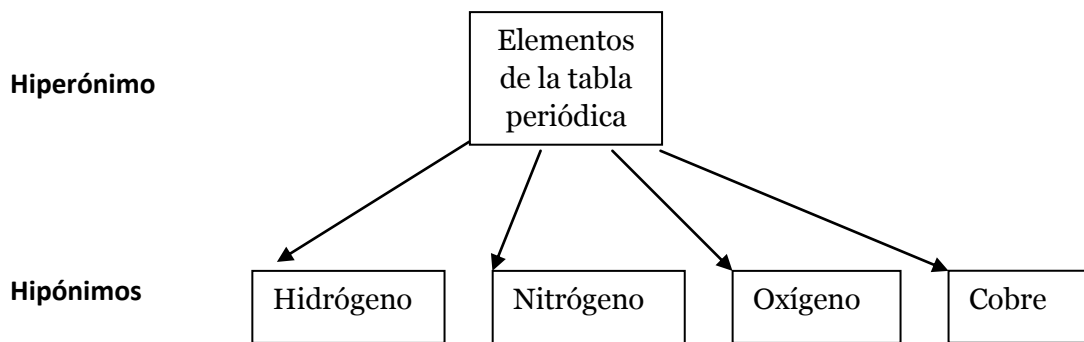 Elementos
de la tabla
periódica
Hiperónimo
Hipónimos
Hidrógeno
Nitrógeno
Oxígeno
Cobre